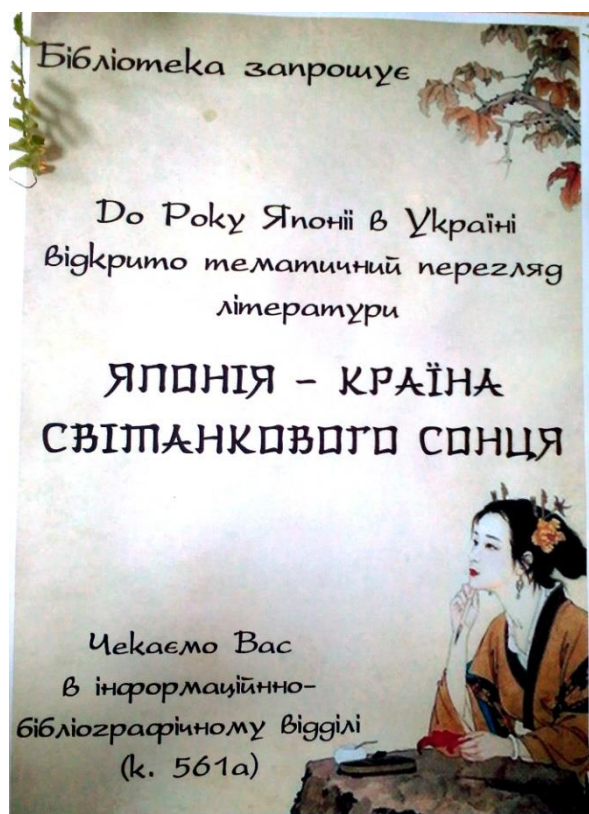 Бібліотека запрошує
До Року Японії в Україні
відкрито тематичний перегляд
літератури
ЯПОНІЯ – КРАЇНА
СВІТАНКОВОГО СОНЦЯ
Чекаємо Вас
в інформаційнно-
бібліографічному відділі
(к. 561а)